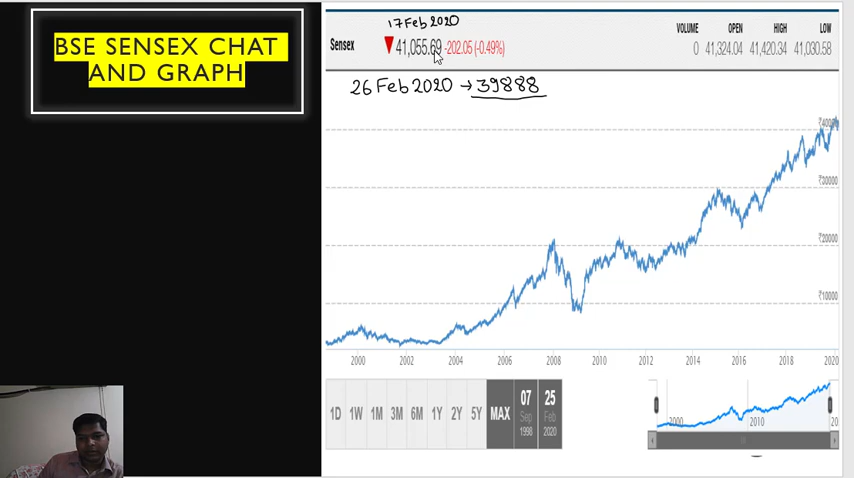 BSE SENSEX CHAT
AND GRAPH
17 Feb 2020
Sensex
41,055.69 -202.05 (-0.49%)
VOLUME OPEN HIGH LOW
0 41,324.04 41,420.34 41,030.58
26 Feb 2020 → 39888
₹40000
₹30000
₹20000
₹10000
2000 2002 2004 2006 2008 2010 2012 2014 2016 2018 2020
1D 1W 1M 3M 6M 1Y 2Y 5Y MAX
07 Sep 1998
25 Feb 2020
2000 2010 20